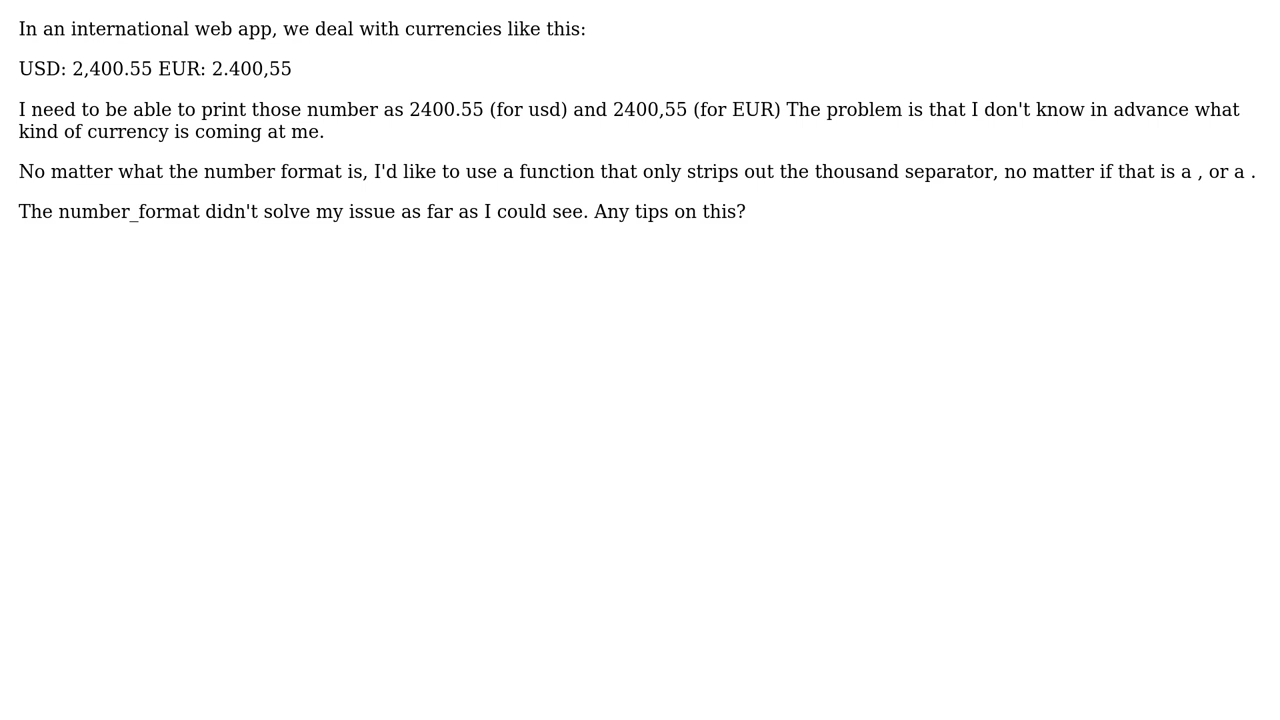 In an international web app, we deal with currencies like this:
USD: 2,400.55 EUR: 2.400,55
I need to be able to print those number as 2400.55 (for usd) and 2400,55 (for EUR) The problem is that I don't know in advance what
kind of currency is coming at me.
No matter what the number format is, I'd like to use a function that only strips out the thousand separator, no matter if that is a , or a .
The number_format didn't solve my issue as far as I could see. Any tips on this?